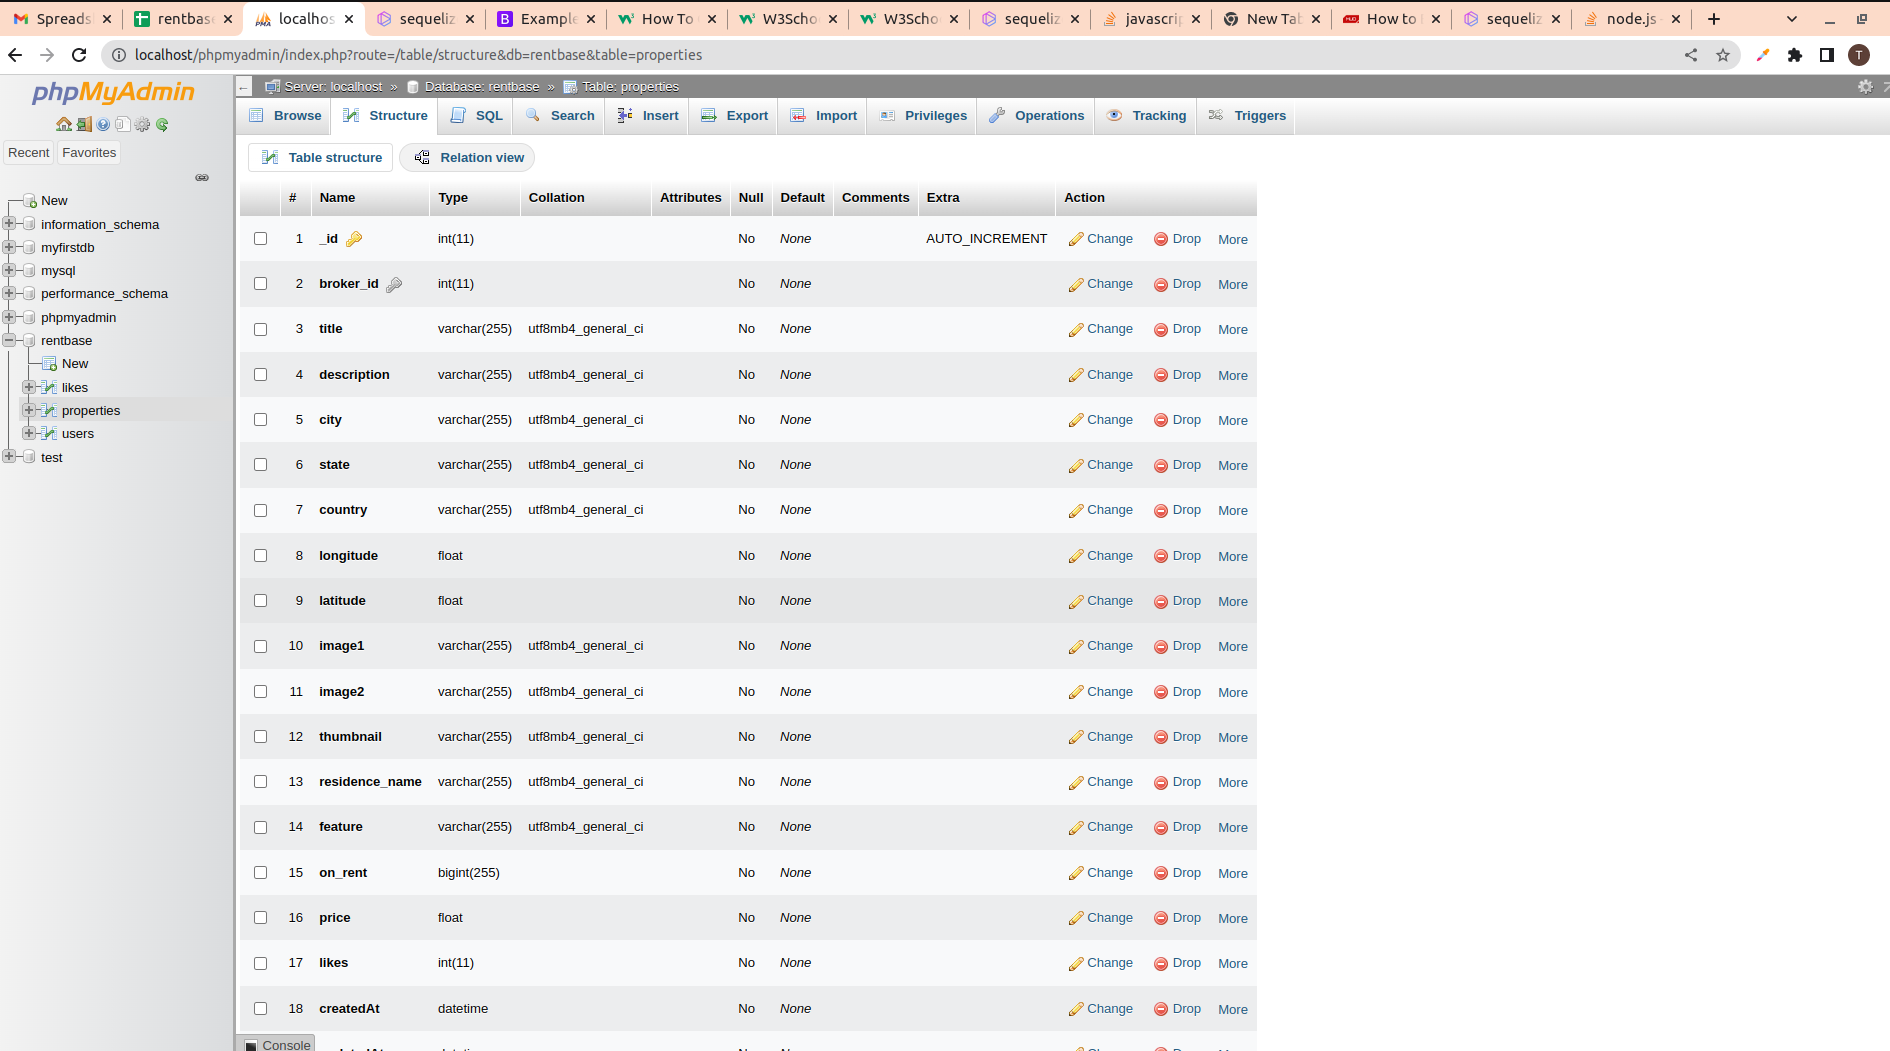 Spreads rentbase localhos sequeliz Example How To W3Scho W3Scho sequeliz javascrip New Tab How to sequeliz node.js
localhost/phpmyadmin/index.php?route=/table/structure&db=rentbase&table=properties
T
phpMyAdmin
Recent Favorites
New
information_schema
myfirstdb
mysql
performance_schema
phpmyadmin
rentbase
New
likes
properties
users
test
Server: localhost » Database: rentbase » Table: properties
Browse Structure SQL Search Insert Export Import Privileges Operations Tracking Triggers
Table structure Relation view
# Name Type Collation Attributes Null Default Comments Extra Action
1 _id int(11) No None AUTO_INCREMENT Change Drop More
2 broker_id int(11) No None Change Drop More
3 title varchar(255) utf8mb4_general_ci No None Change Drop More
4 description varchar(255) utf8mb4_general_ci No None Change Drop More
5 city varchar(255) utf8mb4_general_ci No None Change Drop More
6 state varchar(255) utf8mb4_general_ci No None Change Drop More
7 country varchar(255) utf8mb4_general_ci No None Change Drop More
8 longitude float No None Change Drop More
9 latitude float No None Change Drop More
10 image1 varchar(255) utf8mb4_general_ci No None Change Drop More
11 image2 varchar(255) utf8mb4_general_ci No None Change Drop More
12 thumbnail varchar(255) utf8mb4_general_ci No None Change Drop More
13 residence_name varchar(255) utf8mb4_general_ci No None Change Drop More
14 feature varchar(255) utf8mb4_general_ci No None Change Drop More
15 on_rent bigint(255) No None Change Drop More
16 price float No None Change Drop More
17 likes int(11) No None Change Drop More
18 createdAt datetime No None Change Drop More
Console